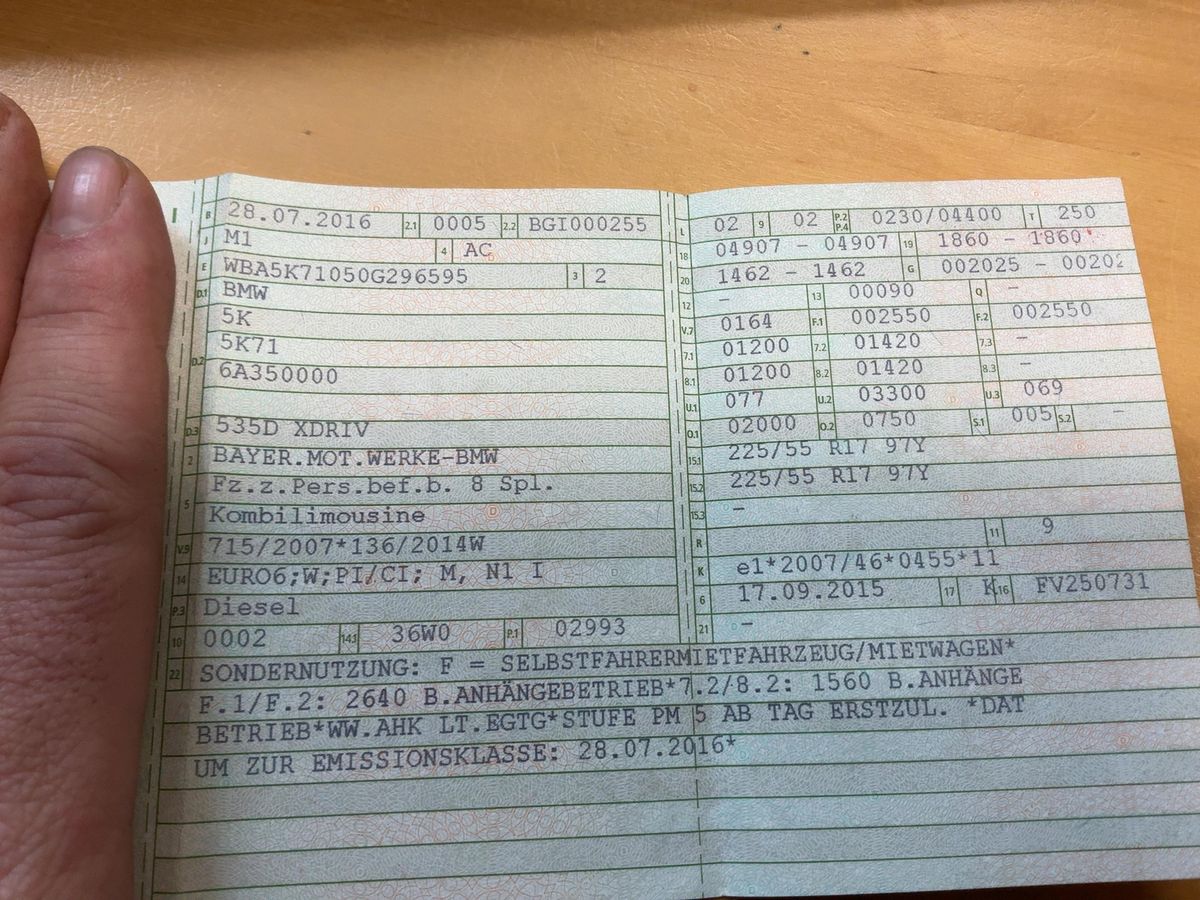 I
B 28.07.2016 2.1 0005 2.2 BGI000255
J M1 4 AC
E WBA5K71050G296595 3 2
D.1 BMW
5K
D.2 5K71
6A350000
D.3 535D XDRIV
2 BAYER.MOT.WERKE-BMW
5 Fz.z.Pers.bef.b. 8 Spl.
Kombilimousine
V.9 715/2007*136/2014W
14 EURO6;W;PI/CI; M, N1 I
P.3 Diesel
10 0002 14.1 36W0 P.1 02993
L 02 9 02 P.2 P.4 0230/04400 T 250
18 04907 - 04907 19 1860 - 1860
20 1462 - 1462 G 002025 - 00202
12 - 13 00090 Q -
V.7 0164 F.1 002550 F.2 002550
7.1 01200 7.2 01420 7.3 -
8.1 01200 8.2 01420 8.3 -
U.1 077 U.2 03300 U.3 069
O.1 02000 O.2 0750 S.1 005 S.2 -
15.1 225/55 R17 97Y
15.2 225/55 R17 97Y
15.3 -
R 11 9
K e1*2007/46*0455*11
6 17.09.2015 17 K 16 FV250731
21 -
22 SONDERNUTZUNG: F = SELBSTFAHRERMIETFAHRZEUG/MIETWAGEN*
F.1/F.2: 2640 B.ANHÄNGEBETRIEB*7.2/8.2: 1560 B.ANHÄNGE
BETRIEB*WW.AHK LT.EGTG*STUFE PM 5 AB TAG ERSTZUL. *DAT
UM ZUR EMISSIONSKLASSE: 28.07.2016*